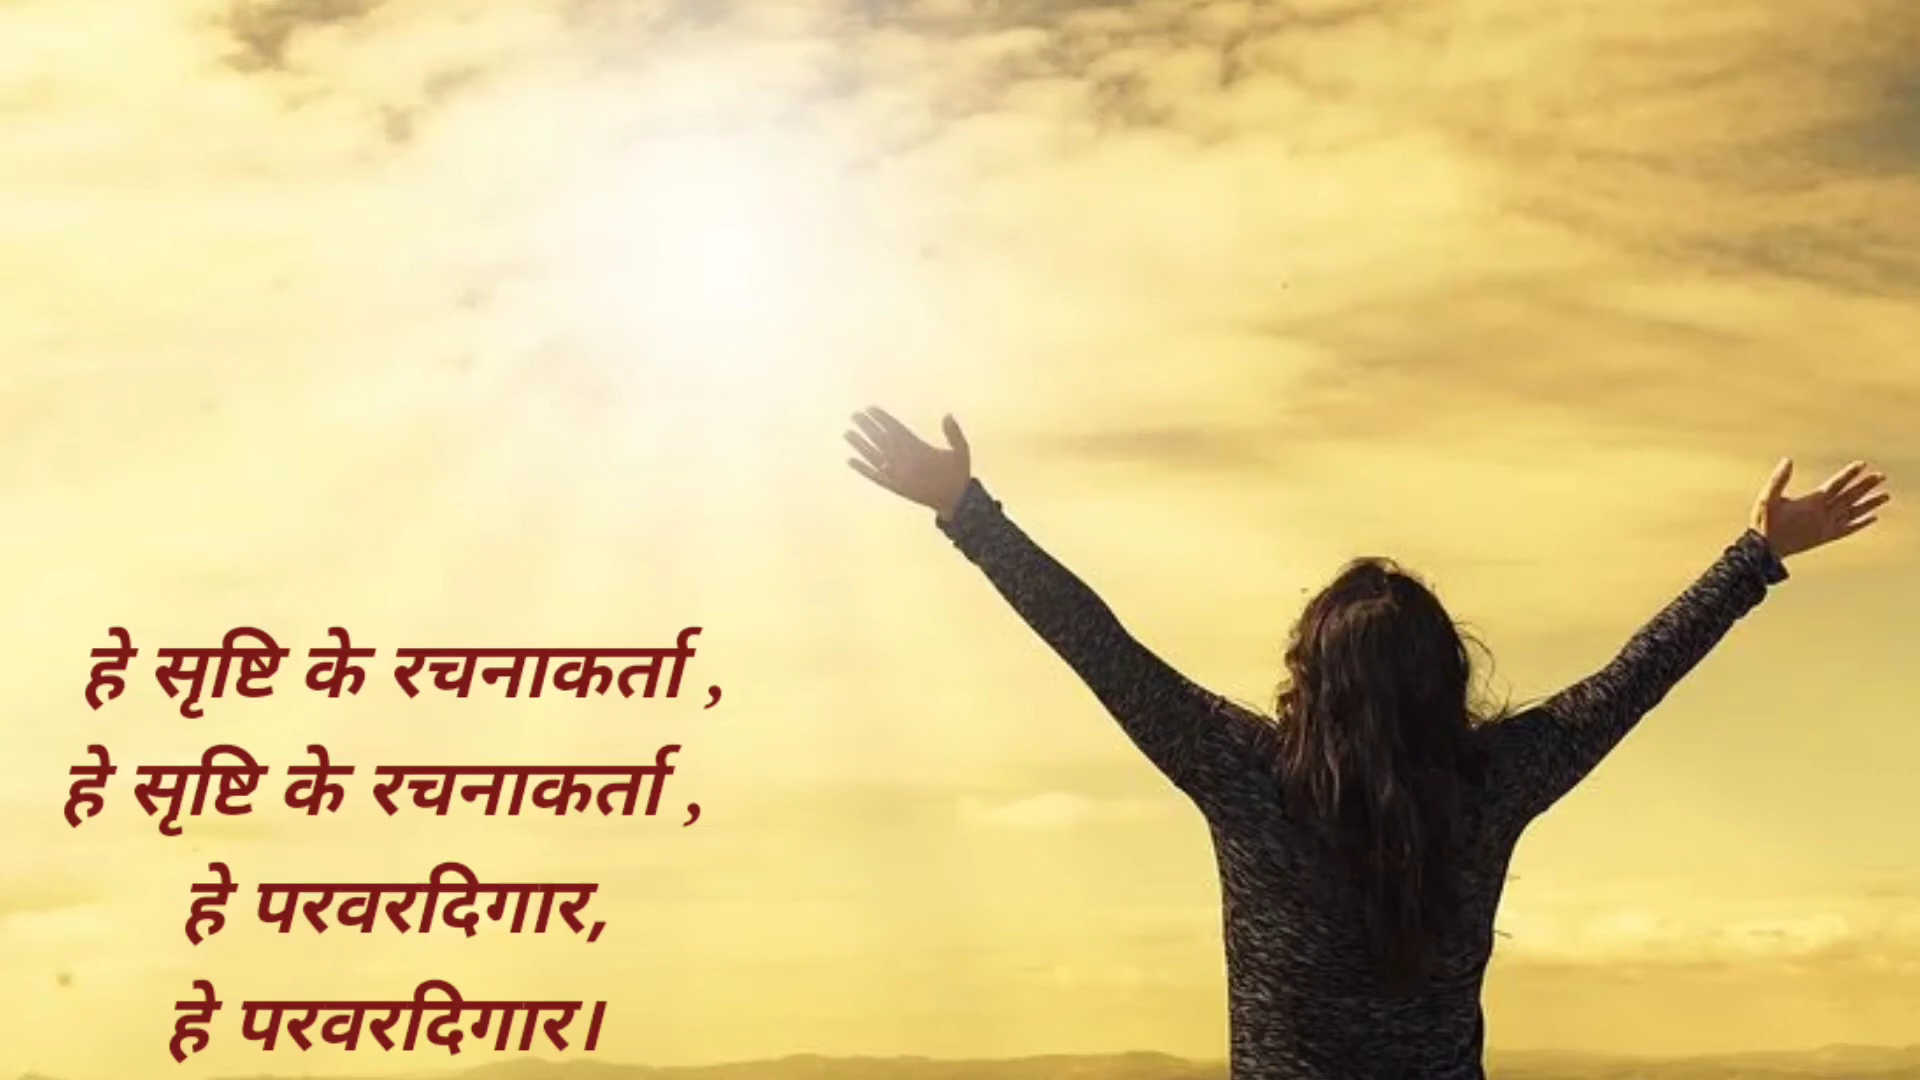 हे सृष्टि के रचनाकर्ता ,
हे सृष्टि के रचनाकर्ता ,
हे परवरदिगार,
हे परवरदिगार।